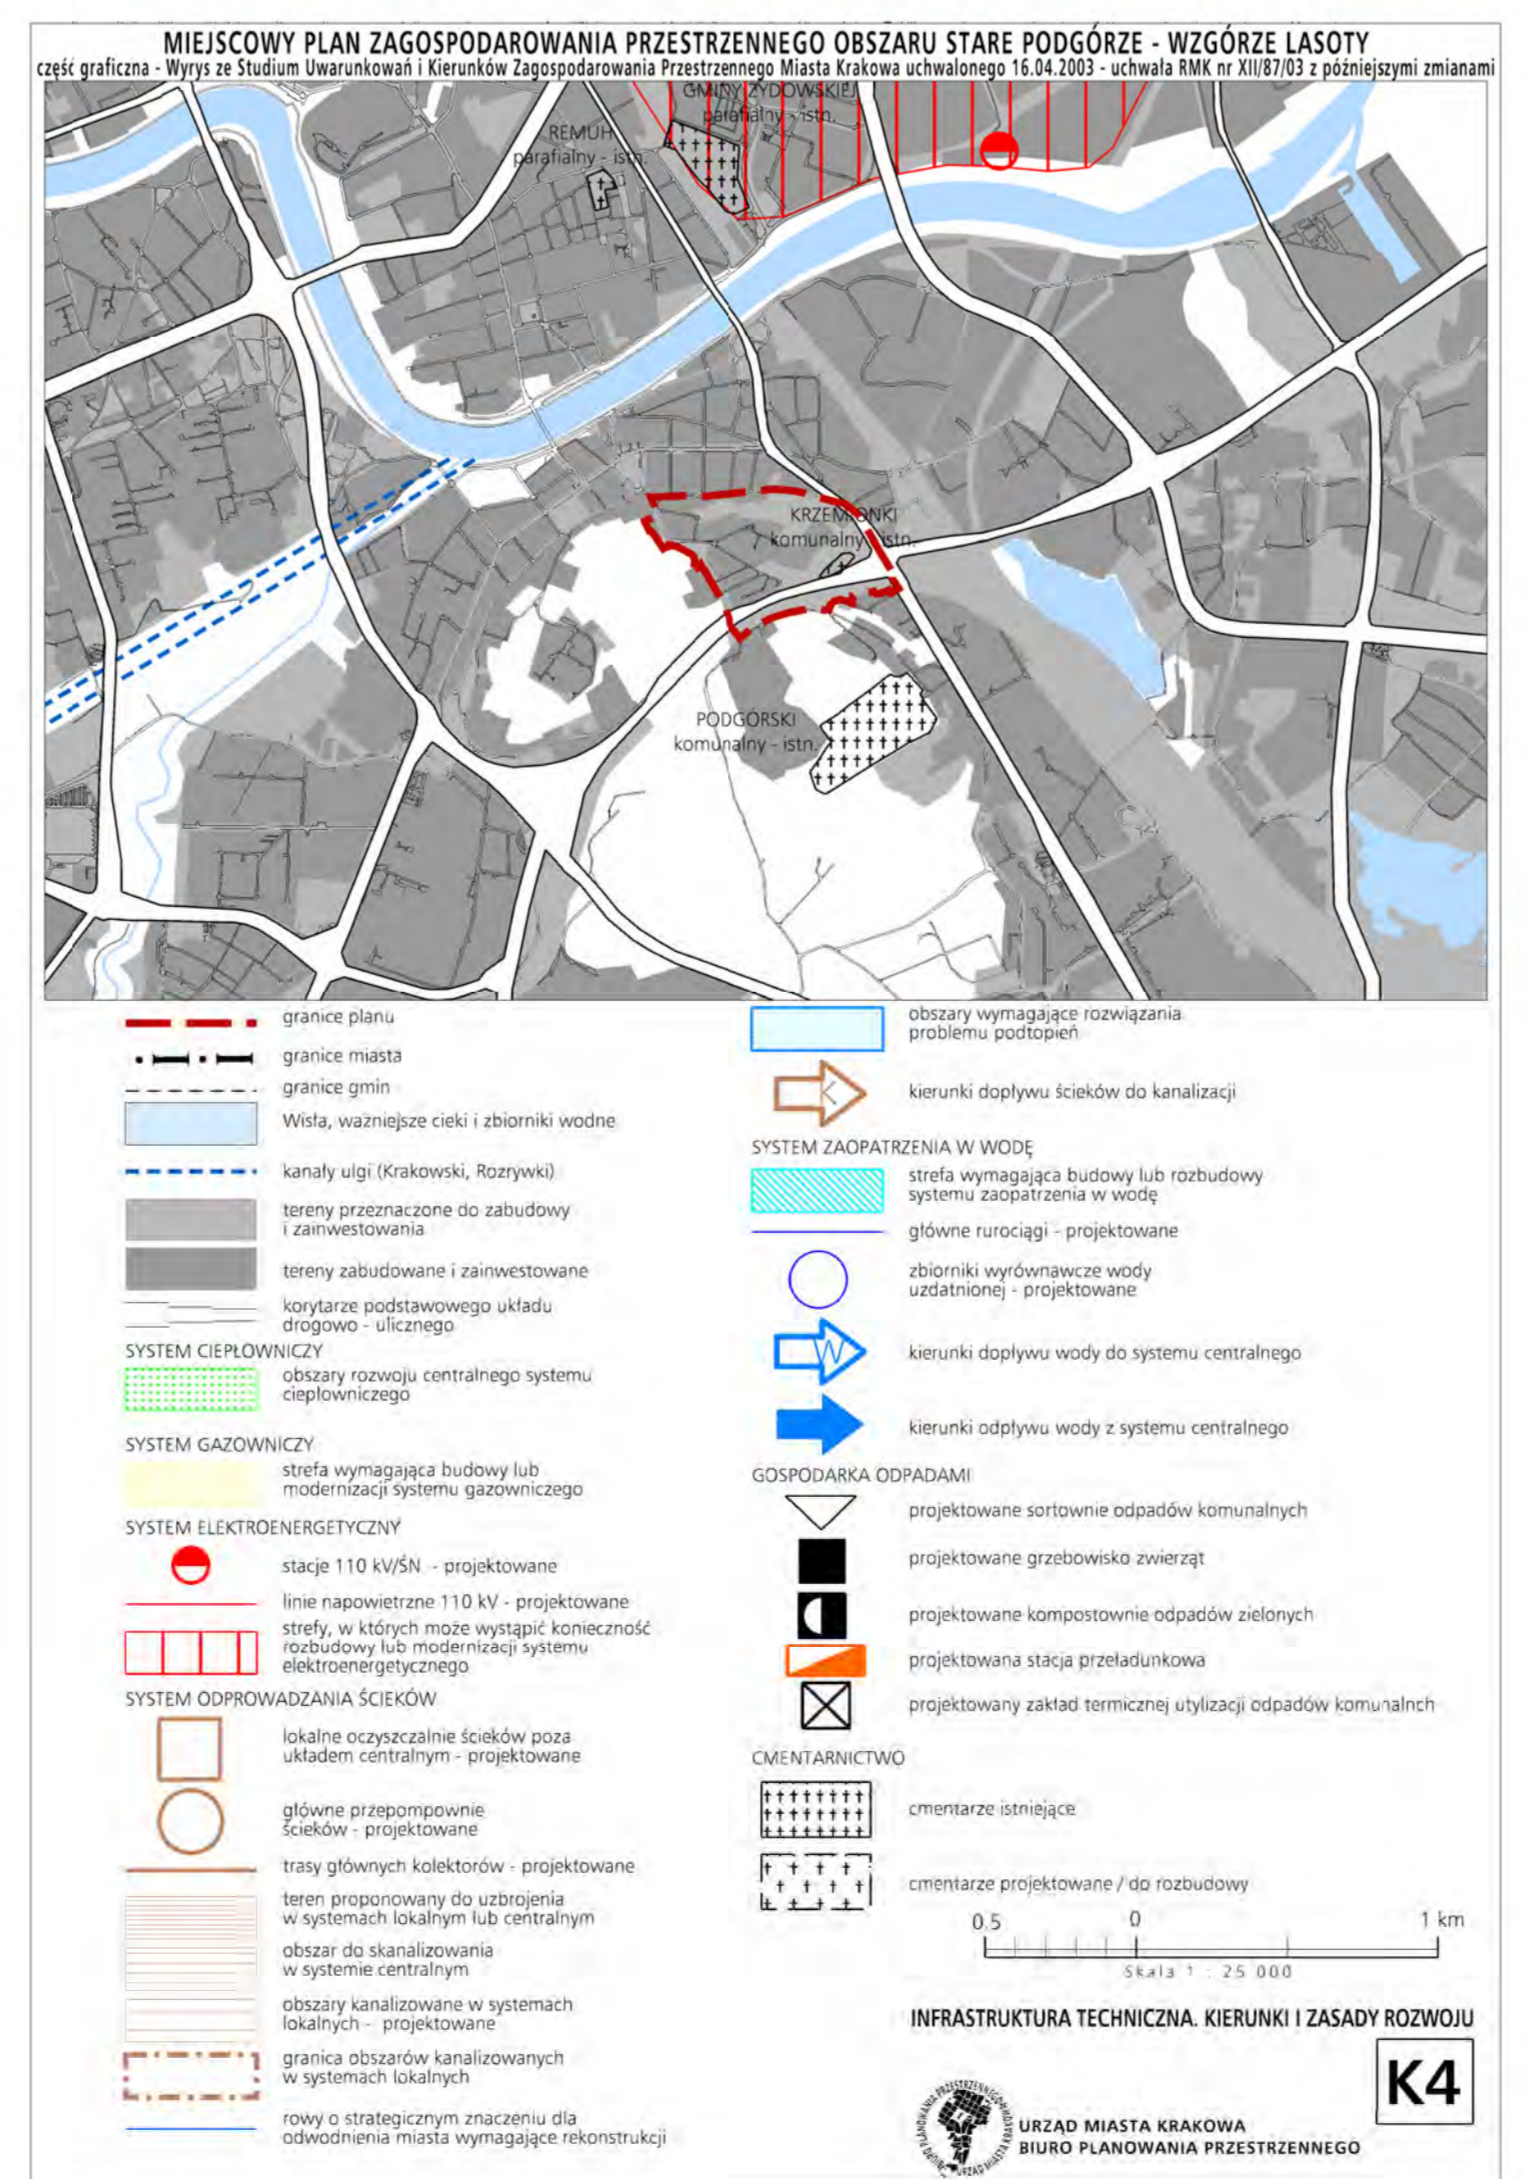 MIEJSCOWY PLAN ZAGOSPODAROWANIA PRZESTRZENNEGO OBSZARU STARE PODGÓRZE - WZGÓRZE LASOTY
część graficzna - Wyrys ze Studium Uwarunkowań i Kierunków Zagospodarowania Przestrzennego Miasta Krakowa uchwalonego 16.04.2003 - uchwała RMK nr XII/87/03 z późniejszymi zmianami
GMINY ŻYDOWSKIEJ
parafialny - istn.
REMUH
parafialny - istn.
KRZEMIONKI
komunalny - istn.
PODGÓRSKI
komunalny - istn.
granice planu
granice miasta
granice gmin
Wisła, ważniejsze cieki i zbiorniki wodne
kanały ulgi (Krakowski, Rozrywki)
tereny przeznaczone do zabudowy
i zainwestowania
tereny zabudowane i zainwestowane
korytarze podstawowego układu
drogowo - ulicznego
SYSTEM CIEPŁOWNICZY
obszary rozwoju centralnego systemu
ciepłowniczego
SYSTEM GAZOWNICZY
strefa wymagająca budowy lub
modernizacji systemu gazowniczego
SYSTEM ELEKTROENERGETYCZNY
stacje 110 kV/ŚN - projektowane
linie napowietrzne 110 kV - projektowane
strefy, w których może wystąpić konieczność
rozbudowy lub modernizacji systemu
elektroenergetycznego
SYSTEM ODPROWADZANIA ŚCIEKÓW
lokalne oczyszczalnie ścieków poza
układem centralnym - projektowane
główne przepompownie
ścieków - projektowane
trasy głównych kolektorów - projektowane
teren proponowany do uzbrojenia
w systemach lokalnym lub centralnym
obszar do skanalizowania
w systemie centralnym
obszary kanalizowane w systemach
lokalnych - projektowane
granica obszarów kanalizowanych
w systemach lokalnych
rowy o strategicznym znaczeniu dla
odwodnienia miasta wymagające rekonstrukcji
obszary wymagające rozwiązania
problemu podtopień
K
kierunki dopływu ścieków do kanalizacji
SYSTEM ZAOPATRZENIA W WODĘ
strefa wymagająca budowy lub rozbudowy
systemu zaopatrzenia w wodę
główne rurociągi - projektowane
zbiorniki wyrównawcze wody
uzdatnionej - projektowane
W
kierunki dopływu wody do systemu centralnego
kierunki odpływu wody z systemu centralnego
GOSPODARKA ODPADAMI
projektowane sortownie odpadów komunalnych
projektowane grzebowisko zwierząt
projektowane kompostownie odpadów zielonych
projektowana stacja przeładunkowa
projektowany zakład termicznej utylizacji odpadów komunalnch
CMENTARNICTWO
cmentarze istniejące
cmentarze projektowane / do rozbudowy
0.5 0 1 km
Skala 1 : 25 000
INFRASTRUKTURA TECHNICZNA. KIERUNKI I ZASADY ROZWOJU
K4
URZĄD MIASTA KRAKOWA
BIURO PLANOWANIA PRZESTRZENNEGO